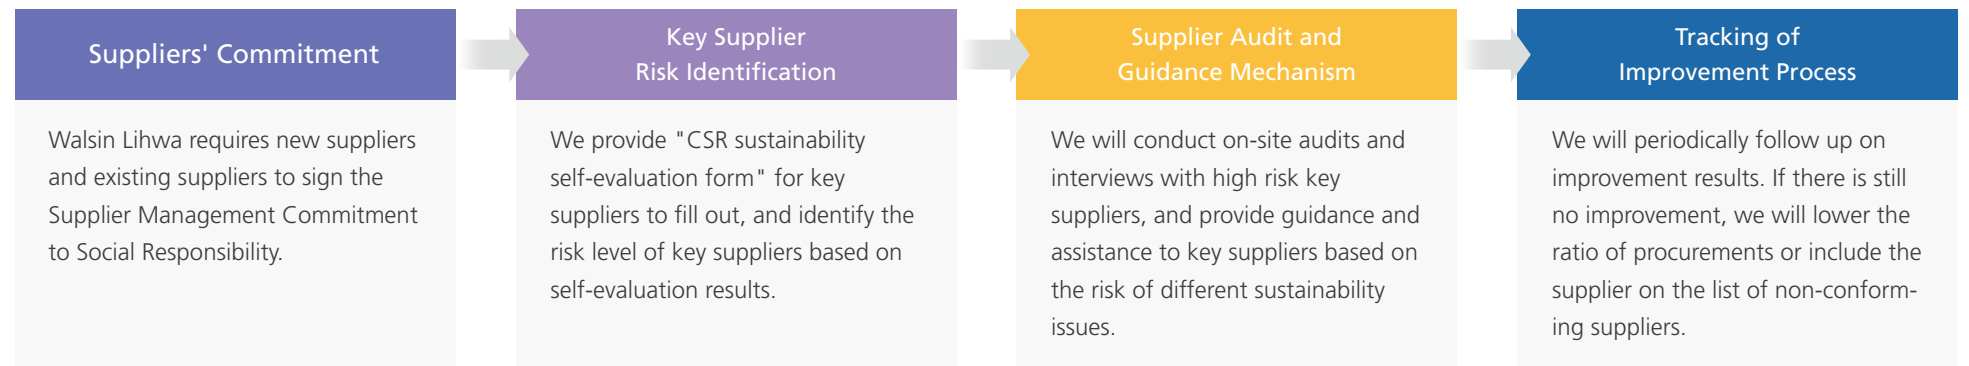 Suppliers' Commitment
Walsin Lihwa requires new suppliers
and existing suppliers to sign the
Supplier Management Commitment
to Social Responsibility.
Key Supplier
Risk Identification
We provide "CSR sustainability
self-evaluation form" for key
suppliers to fill out, and identify the
risk level of key suppliers based on
self-evaluation results.
Supplier Audit and
Guidance Mechanism
We will conduct on-site audits and
interviews with high risk key
suppliers, and provide guidance and
assistance to key suppliers based on
the risk of different sustainability
issues.
Tracking of
Improvement Process
We will periodically follow up on
improvement results. If there is still
no improvement, we will lower the
ratio of procurements or include the
supplier on the list of non-conform-
ing suppliers.